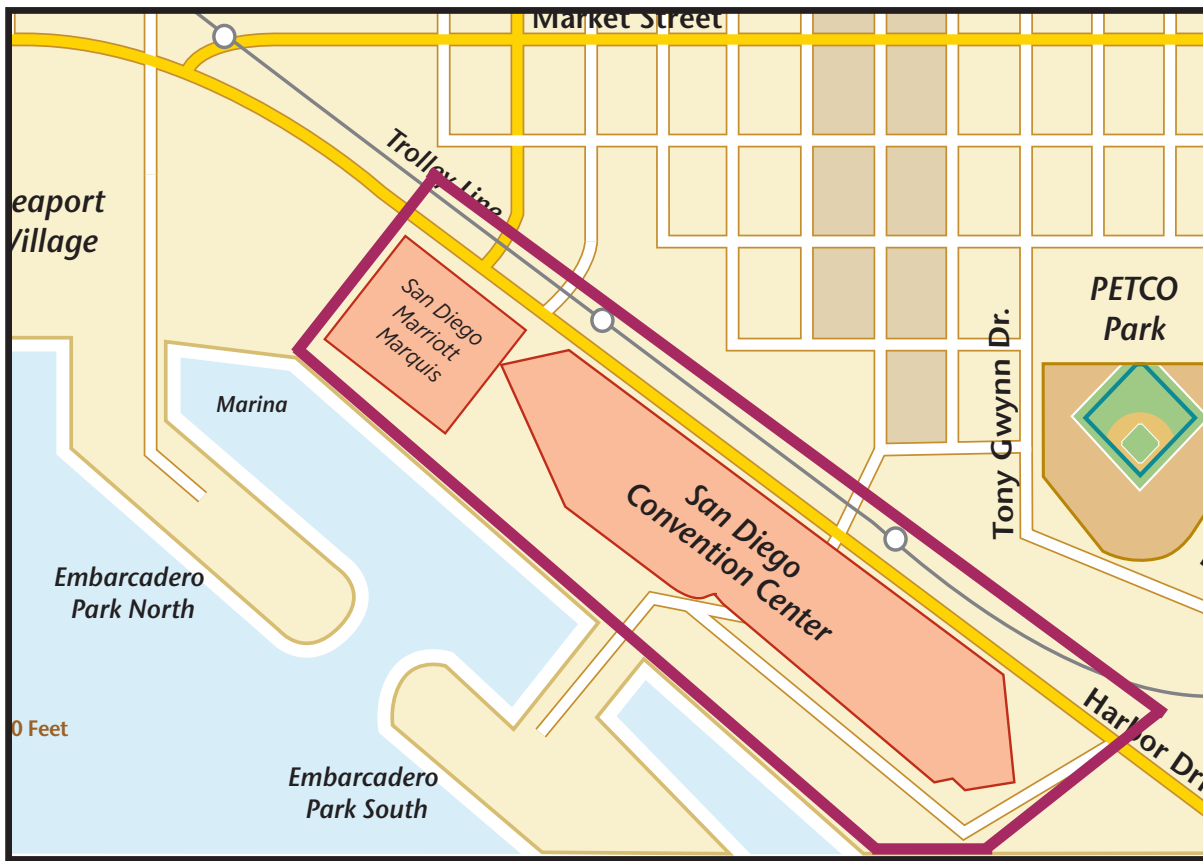 Market Street
Trolley Line
eaport
Village
San Diego
Marriott
Marquis
PETCO
Park
Tony Gwynn Dr.
Marina
San Diego
Convention Center
Embarcadero
Park North
0 Feet
Harbor Dri
Embarcadero
Park South